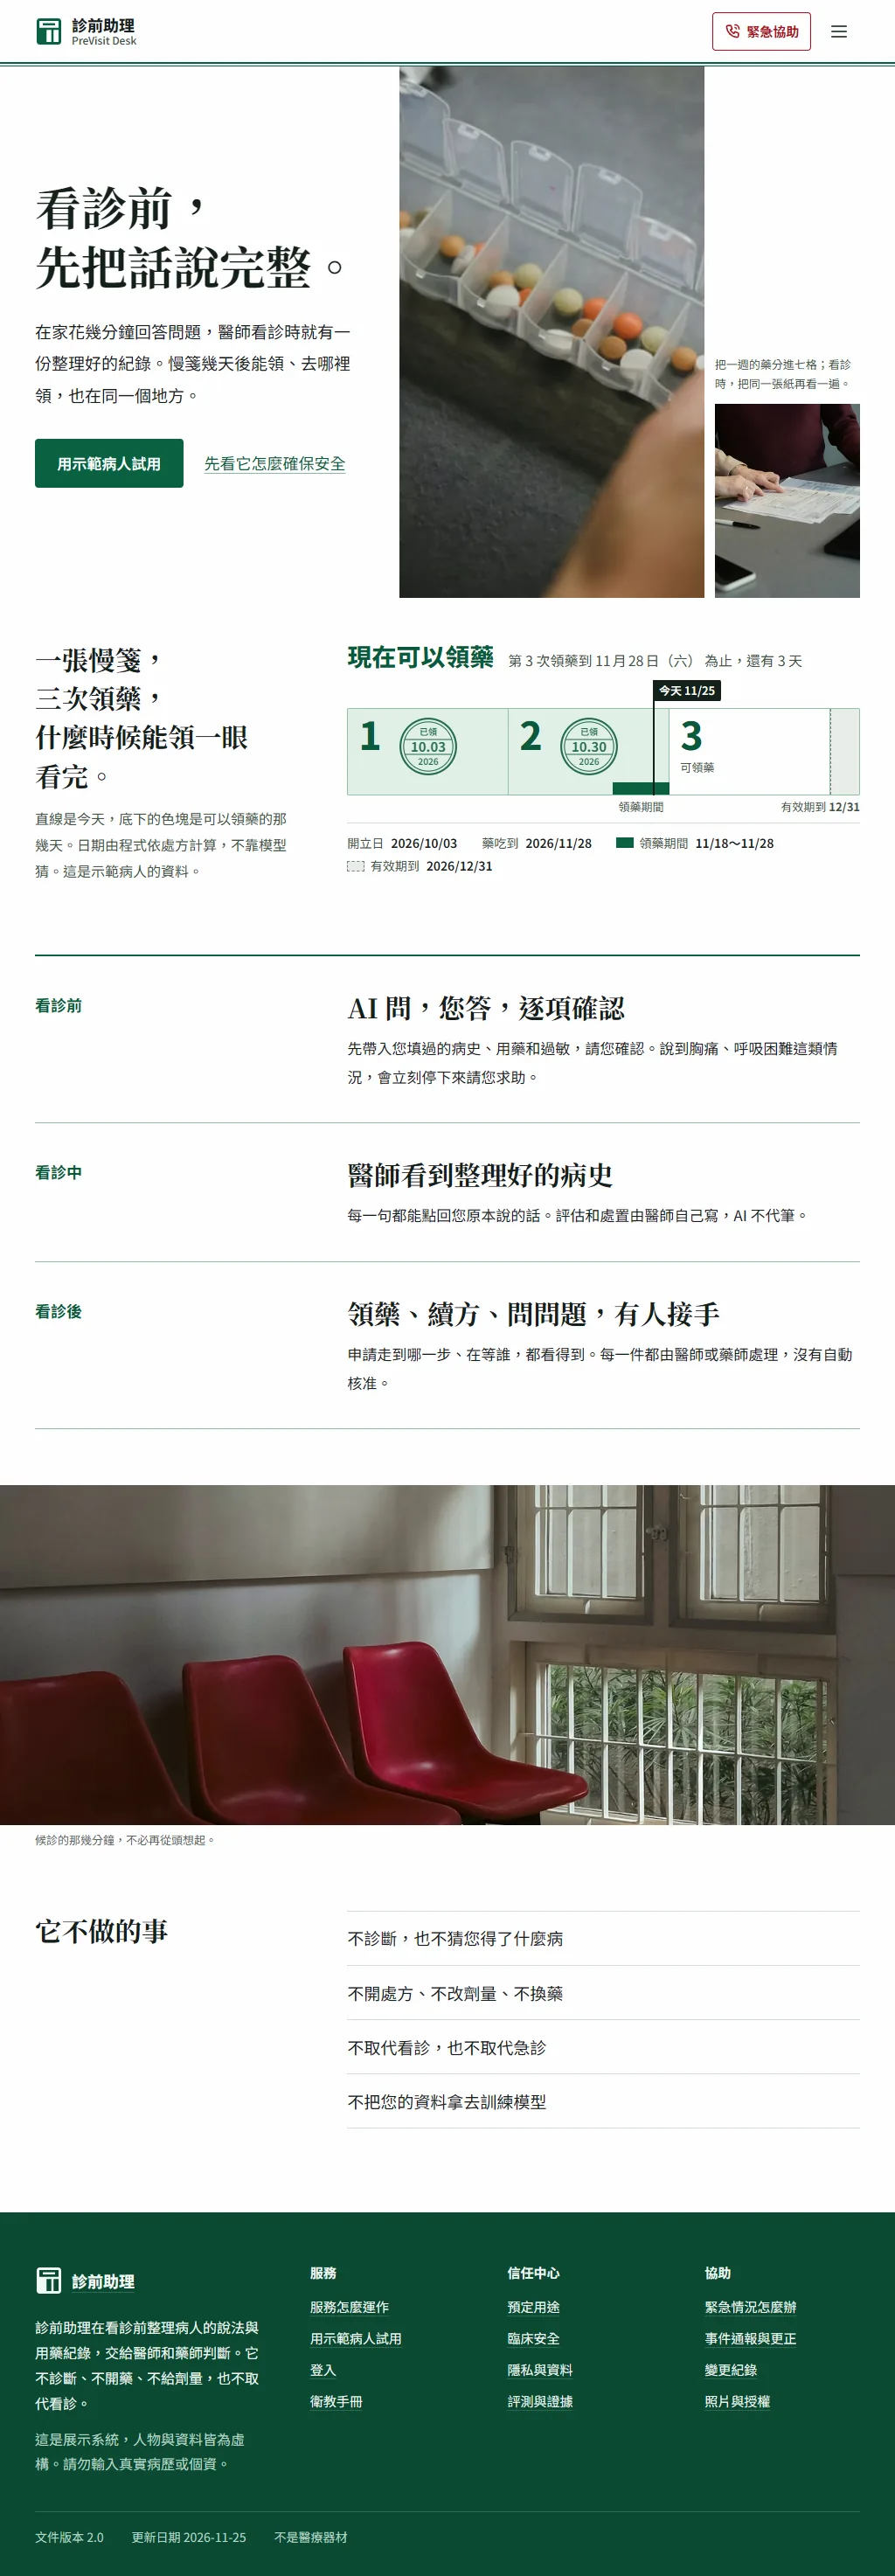 診前助理
PreVisit Desk
緊急協助
看診前，
先把話說完整。
在家花幾分鐘回答問題，醫師看診時就有一
份整理好的紀錄。慢箋幾天後能領、去哪裡
領，也在同一個地方。
用示範病人試用
先看它怎麼確保安全
把一週的藥分進七格；看診
時，把同一張紙再看一遍。
一張慢箋，
三次領藥，
什麼時候能領一眼
看完。
直線是今天，底下的色塊是可以領藥的那
幾天。日期由程式依處方計算，不靠模型
猜。這是示範病人的資料。
現在可以領藥
第 3 次領藥到 11月28日（六） 為止，還有 3 天
今天 11/25
1
已領
10.03
2026
2
已領
10.30
2026
3
可領藥
領藥期間
有效期到 12/31
開立日 2026/10/03
藥吃到 2026/11/28
領藥期間 11/18～11/28
有效期到 2026/12/31
看診前
AI 問，您答，逐項確認
先帶入您填過的病史、用藥和過敏，請您確認。說到胸痛、呼吸困難這類情
況，會立刻停下來請您求助。
看診中
醫師看到整理好的病史
每一句都能點回您原本說的話。評估和處置由醫師自己寫，AI 不代筆。
看診後
領藥、續方、問問題，有人接手
申請走到哪一步、在等誰，都看得到。每一件都由醫師或藥師處理，沒有自動
核准。
候診的那幾分鐘，不必再從頭想起。
它不做的事
不診斷，也不猜您得了什麼病
不開處方、不改劑量、不換藥
不取代看診，也不取代急診
不把您的資料拿去訓練模型
診前助理
診前助理在看診前整理病人的說法與
用藥紀錄，交給醫師和藥師判斷。它
不診斷、不開藥、不給劑量，也不取
代看診。
這是展示系統，人物與資料皆為虛
構。請勿輸入真實病歷或個資。
服務
服務怎麼運作
用示範病人試用
登入
衛教手冊
信任中心
預定用途
臨床安全
隱私與資料
評測與證據
協助
緊急情況怎麼辦
事件通報與更正
變更紀錄
照片與授權
文件版本 2.0
更新日期 2026-11-25
不是醫療器材